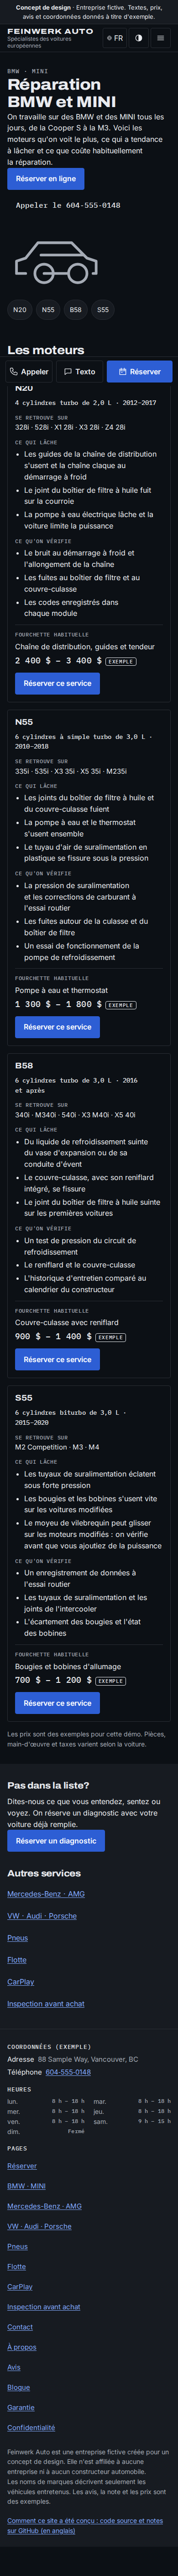 Concept de design · Entreprise fictive. Textes, prix,
avis et coordonnées donnés à titre d'exemple.
FEINWERK AUTO
Spécialistes des voitures
européennes
FR
BMW · MINI
Réparation
BMW et MINI
On travaille sur des BMW et des MINI tous les
jours, de la Cooper S à la M3. Voici les
moteurs qu'on voit le plus, ce qui a tendance
à lâcher et ce que coûte habituellement
la réparation.
Réserver en ligne
Appeler le 604-555-0148
N20
N55
B58
S55
Les moteurs
Appeler
Texto
Réserver
N20
4 cylindres turbo de 2,0 L · 2012-2017
SE RETROUVE SUR
328i · 528i · X1 28i · X3 28i · Z4 28i
CE QUI LÂCHE
• Les guides de la chaîne de distribution
s'usent et la chaîne claque au
démarrage à froid
• Le joint du boîtier de filtre à huile fuit
sur la courroie
• La pompe à eau électrique lâche et la
voiture limite la puissance
CE QU'ON VÉRIFIE
• Le bruit au démarrage à froid et
l'allongement de la chaîne
• Les fuites au boîtier de filtre et au
couvre-culasse
• Les codes enregistrés dans
chaque module
FOURCHETTE HABITUELLE
Chaîne de distribution, guides et tendeur
2 400 $ – 3 400 $ EXEMPLE
Réserver ce service
N55
6 cylindres à simple turbo de 3,0 L ·
2010–2018
SE RETROUVE SUR
335i · 535i · X3 35i · X5 35i · M235i
CE QUI LÂCHE
• Les joints du boîtier de filtre à huile et
du couvre-culasse fuient
• La pompe à eau et le thermostat
s'usent ensemble
• Le tuyau d'air de suralimentation en
plastique se fissure sous la pression
CE QU'ON VÉRIFIE
• La pression de suralimentation
et les corrections de carburant à
l'essai routier
• Les fuites autour de la culasse et du
boîtier de filtre
• Un essai de fonctionnement de la
pompe de refroidissement
FOURCHETTE HABITUELLE
Pompe à eau et thermostat
1 300 $ – 1 800 $ EXEMPLE
Réserver ce service
B58
6 cylindres turbo de 3,0 L · 2016
et après
SE RETROUVE SUR
340i · M340i · 540i · X3 M40i · X5 40i
CE QUI LÂCHE
• Du liquide de refroidissement suinte
du vase d'expansion ou de sa
conduite d'évent
• Le couvre-culasse, avec son reniflard
intégré, se fissure
• Le joint du boîtier de filtre à huile suinte
sur les premières voitures
CE QU'ON VÉRIFIE
• Un test de pression du circuit de
refroidissement
• Le reniflard et le couvre-culasse
• L'historique d'entretien comparé au
calendrier du constructeur
FOURCHETTE HABITUELLE
Couvre-culasse avec reniflard
900 $ – 1 400 $ EXEMPLE
Réserver ce service
S55
6 cylindres biturbo de 3,0 L ·
2015–2020
SE RETROUVE SUR
M2 Competition · M3 · M4
CE QUI LÂCHE
• Les tuyaux de suralimentation éclatent
sous forte pression
• Les bougies et les bobines s'usent vite
sur les voitures modifiées
• Le moyeu de vilebrequin peut glisser
sur les moteurs modifiés : on vérifie
avant que vous ajoutiez de la puissance
CE QU'ON VÉRIFIE
• Un enregistrement de données à
l'essai routier
• Les tuyaux de suralimentation et les
joints de l'intercooler
• L'écartement des bougies et l'état
des bobines
FOURCHETTE HABITUELLE
Bougies et bobines d'allumage
700 $ – 1 200 $ EXEMPLE
Réserver ce service
Les prix sont des exemples pour cette démo. Pièces,
main-d'œuvre et taxes varient selon la voiture.
Pas dans la liste?
Dites-nous ce que vous entendez, sentez ou
voyez. On réserve un diagnostic avec votre
voiture déjà remplie.
Réserver un diagnostic
Autres services
Mercedes-Benz · AMG
VW · Audi · Porsche
Pneus
Flotte
CarPlay
Inspection avant achat
COORDONNÉES (EXEMPLE)
Adresse 88 Sample Way, Vancouver, BC
Téléphone 604-555-0148
HEURES
lun. 8 h – 18 h mar. 8 h – 18 h
mer. 8 h – 18 h jeu. 8 h – 18 h
ven. 8 h – 18 h sam. 9 h – 15 h
dim. Fermé
PAGES
Réserver
BMW · MINI
Mercedes-Benz · AMG
VW · Audi · Porsche
Pneus
Flotte
CarPlay
Inspection avant achat
Contact
À propos
Avis
Blogue
Garantie
Confidentialité
Feinwerk Auto est une entreprise fictive créée pour un
concept de design. Elle n'est affiliée à aucune
entreprise ni à aucun constructeur automobile.
Les noms de marques décrivent seulement les
véhicules entretenus. Les avis, la note et les prix sont
des exemples.
Comment ce site a été conçu : code source et notes
sur GitHub (en anglais)